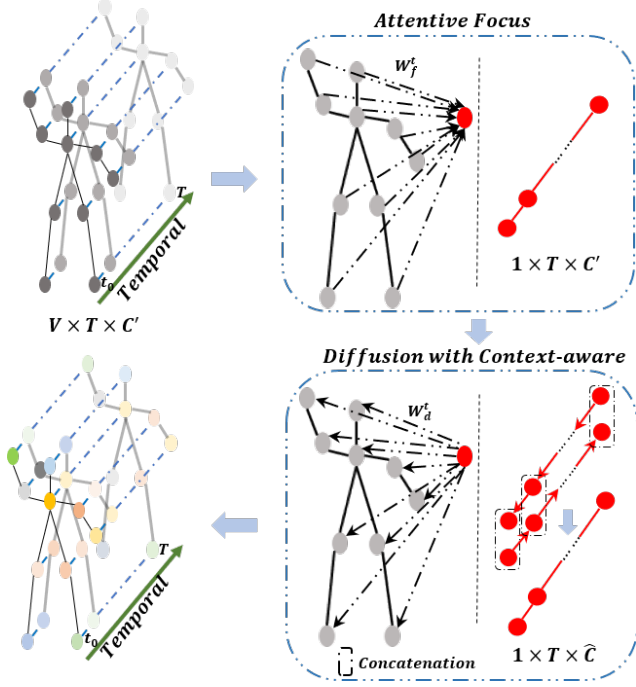 Attentive Focus
W_f^t
T
Temporal
t_0
V × T × C′
1 × T × C′
Diffusion with Context-aware
W_d^t
T
Temporal
t_0
Concatenation
1 × T × Ĉ